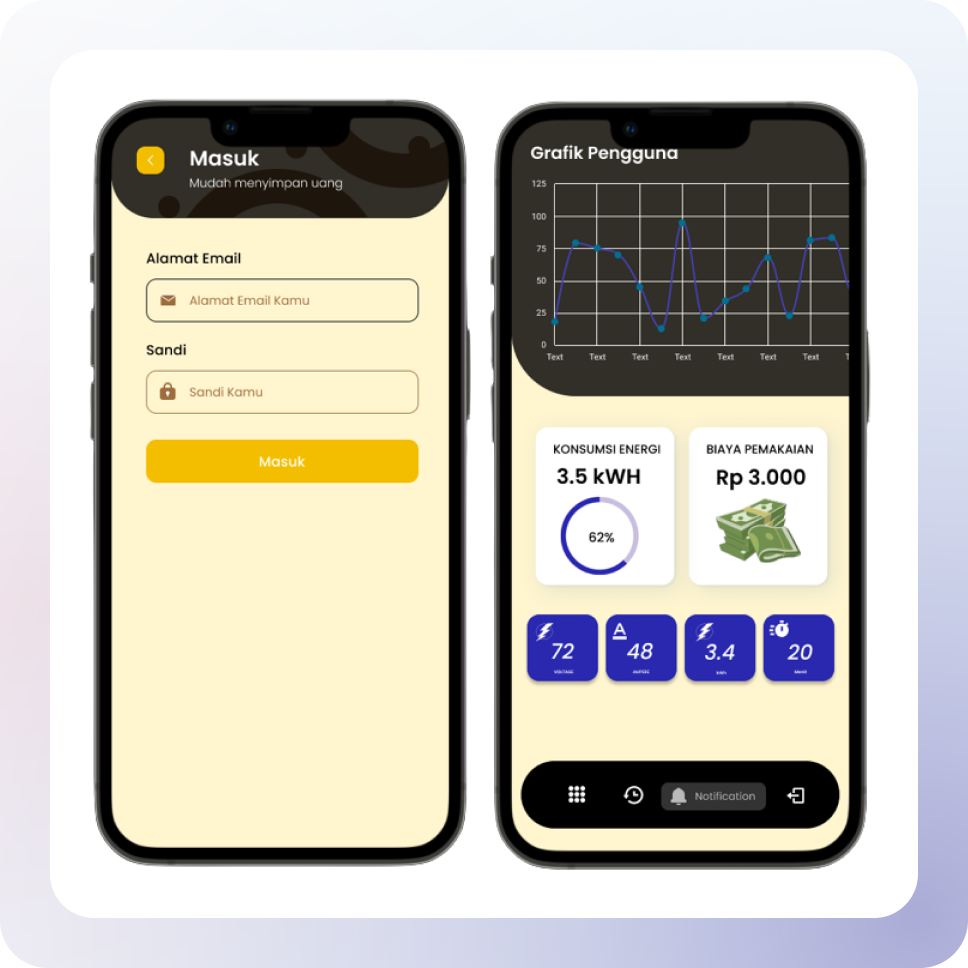 Masuk
Mudah menyimpan uang
Alamat Email
Alamat Email Kamu
Sandi
Sandi Kamu
Masuk
Grafik Pengguna
125
100
75
50
25
0
Text Text Text Text Text Text Text T
KONSUMSI ENERGI
3.5 kWH
62%
BIAYA PEMAKAIAN
Rp 3.000
72
VOLTAGE
A
48
3.4
kWh
20
Notification